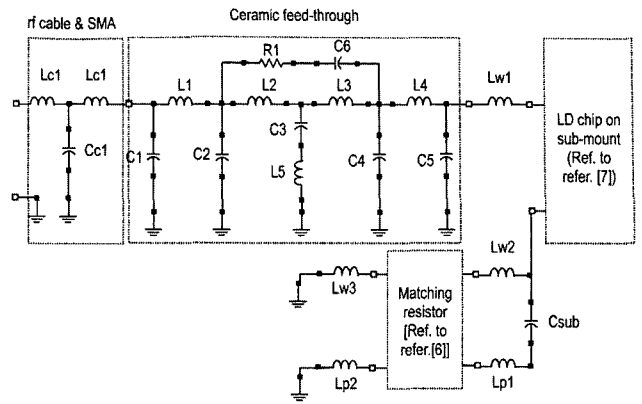 Ceramic feed-through
rf cable & SMA
R1
C6
Lc1
Lc1
L1
L2
L3
L4
Lw1
Cc1
C1
C2
C3
L5
C4
C5
LD chip on
sub-mount
(Ref. to
refer. [7])
Lw3
Matching
resistor
[Ref. to
refer.[6]]
Lw2
Csub
Lp2
Lp1